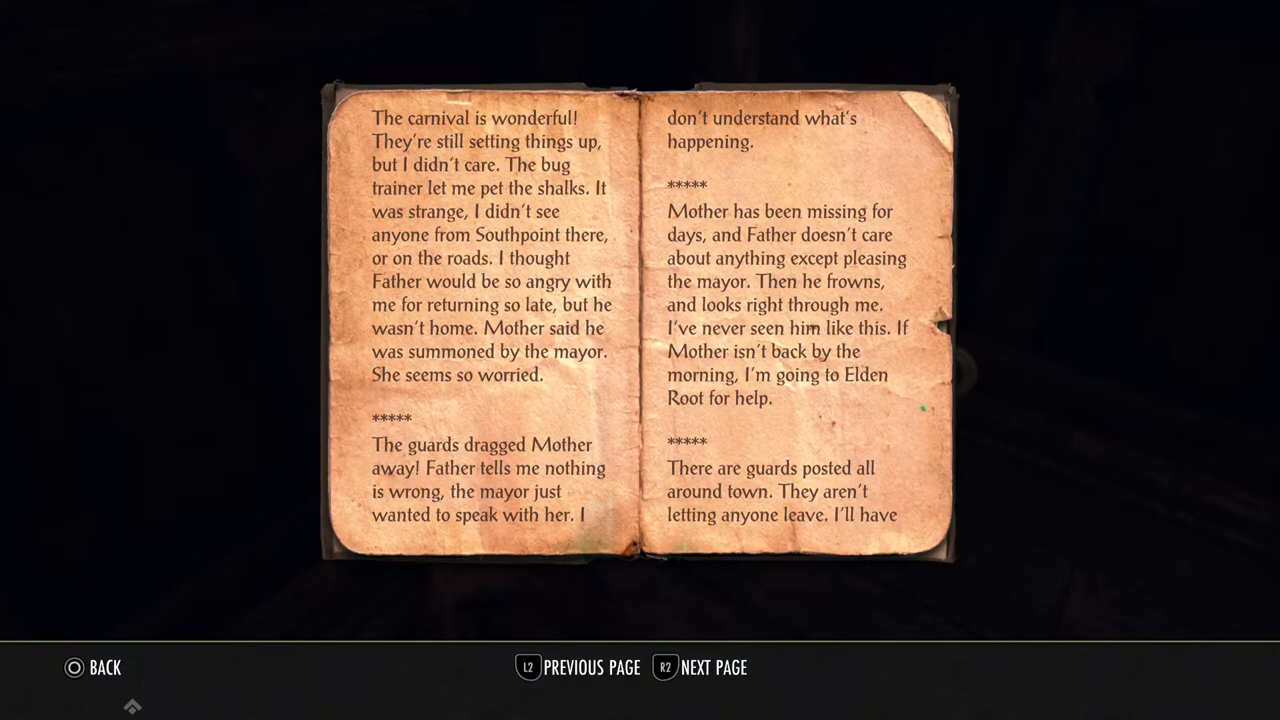 The carnival is wonderful!
They're still setting things up,
but I didn't care. The bug
trainer let me pet the shalks. It
was strange, I didn't see
anyone from Southpoint there,
or on the roads. I thought
Father would be so angry with
me for returning so late, but he
wasn't home. Mother said he
was summoned by the mayor.
She seems so worried.
*****
The guards dragged Mother
away! Father tells me nothing
is wrong, the mayor just
wanted to speak with her. I
don't understand what's
happening.
*****
Mother has been missing for
days, and Father doesn't care
about anything except pleasing
the mayor. Then he frowns,
and looks right through me.
I've never seen him like this. If
Mother isn't back by the
morning, I'm going to Elden
Root for help.
*****
There are guards posted all
around town. They aren't
letting anyone leave. I'll have
BACK
L2 PREVIOUS PAGE R2 NEXT PAGE